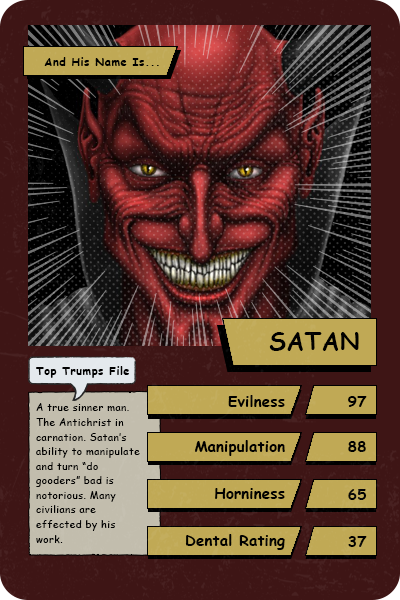 And His Name Is...
SATAN
Top Trumps File
A true sinner man.
The Antichrist in
carnation. Satan's
ability to manipulate
and turn "do
gooders" bad is
notorious. Many
civilians are
effected by his
work.
Evilness 97
Manipulation 88
Horniness 65
Dental Rating 37